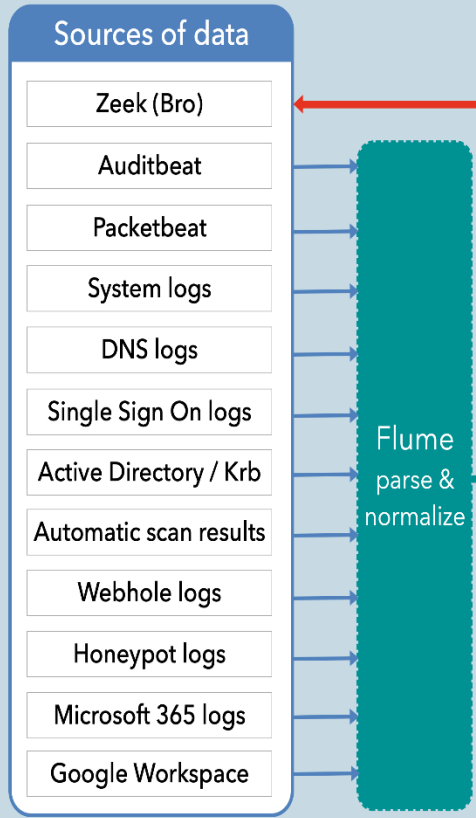 Sources of data
Zeek (Bro)
Auditbeat
Packetbeat
System logs
DNS logs
Single Sign On logs
Active Directory / Krb
Automatic scan results
Webhole logs
Honeypot logs
Microsoft 365 logs
Google Workspace
Flume
parse &
normalize